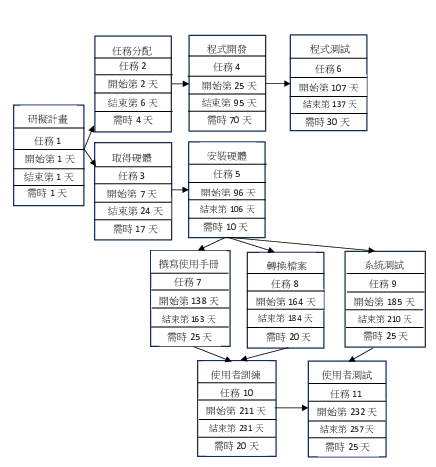 研擬計畫
任務 1
開始第 1 天
結束第 1 天
需時 1 天
任務分配
任務 2
開始第 2 天
結束第 6 天
需時 4 天
取得硬體
任務 3
開始第 7 天
結束第 24 天
需時 17 天
程式開發
任務 4
開始第 25 天
結束第 95 天
需時 70 天
安裝硬體
任務 5
開始第 96 天
結束第 106 天
需時 10 天
程式測試
任務 6
開始第 107 天
結束第 137 天
需時 30 天
撰寫使用手冊
任務 7
開始第 138 天
結束第 163 天
需時 25 天
轉換檔案
任務 8
開始第 164 天
結束第 184 天
需時 20 天
系統測試
任務 9
開始第 185 天
結束第 210 天
需時 25 天
使用者訓練
任務 10
開始第 211 天
結束第 231 天
需時 20 天
使用者測試
任務 11
開始第 232 天
結束第 257 天
需時 25 天